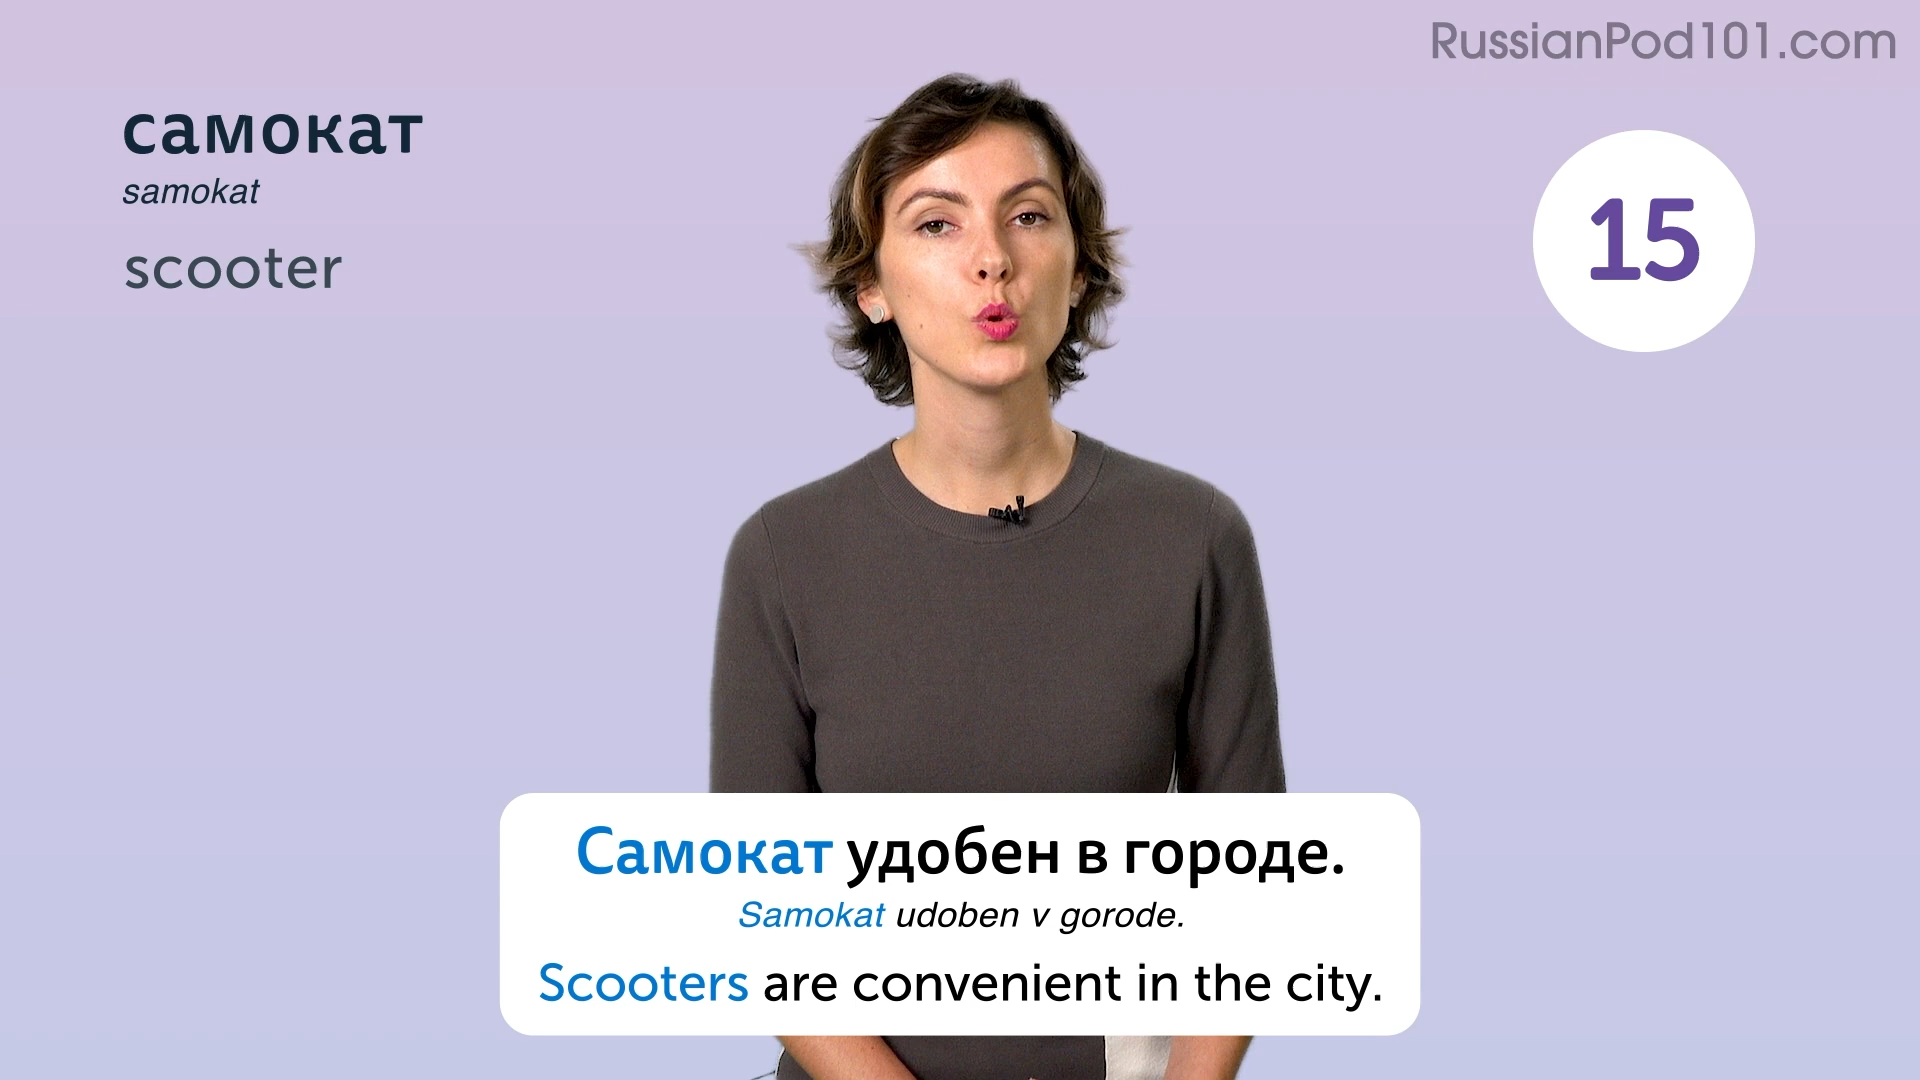 RussianPod101.com
самокат
samokat
scooter
15
Самокат удобен в городе.
Samokat udoben v gorode.
Scooters are convenient in the city.